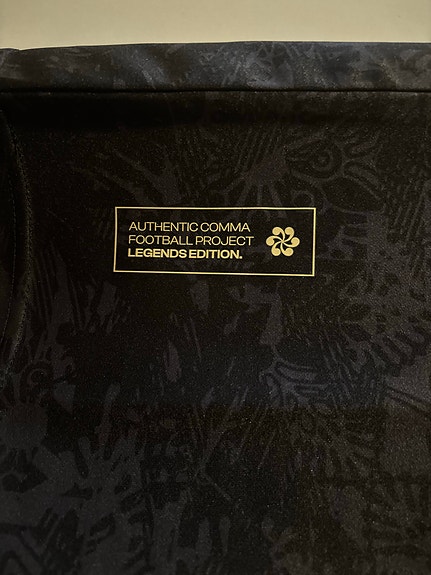 AUTHENTIC COMMA
FOOTBALL PROJECT
LEGENDS EDITION.